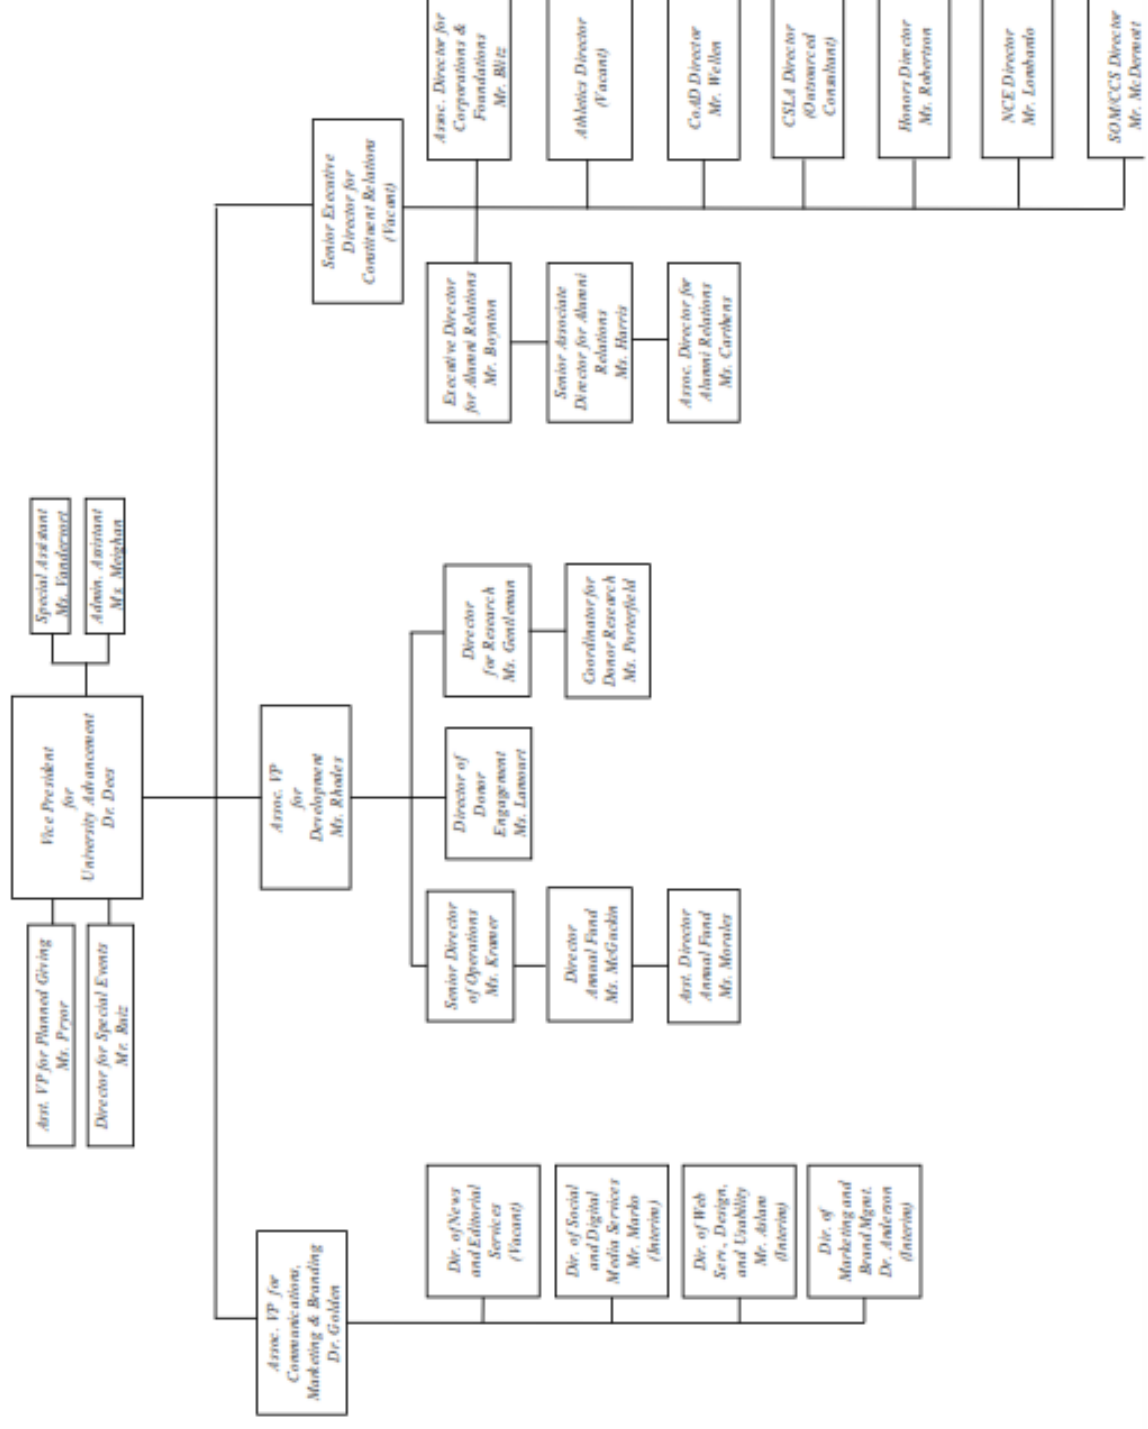 Vice President
for
University Advancement
Dr. Dees
Asst. VP for Planned Giving
Ms. Pryor
Director for Special Events
Mr. Ruiz
Special Assistant
Ms. Vandervort
Admin. Assistant
Ms. Meighan
Assoc. VP for
Communications,
Marketing & Branding
Dr. Golden
Dir. of News
and Editorial
Services
(Vacant)
Dir. of Social
and Digital
Media Services
Mr. Marko
(Interim)
Dir. of Web
Serv., Design,
and Usability
Mr. Aslam
(Interim)
Dir. of
Marketing and
Brand Mgmt.
Dr. Anderson
(Interim)
Assoc. VP
for
Development
Ms. Rhodes
Senior Director
of Operations
Ms. Kramer
Director
Annual Fund
Ms. McGuckin
Asst. Director
Annual Fund
Ms. Morales
Director of
Donor
Engagement
Ms. Lamourt
Director
for Research
Ms. Gentleman
Coordinator for
Donor Research
Ms. Porterfield
Senior Executive
Director for
Constituent Relations
(Vacant)
Executive Director
for Alumni Relations
Mr. Boynton
Senior Associate
Director for Alumni
Relations
Ms. Harris
Assoc. Director for
Alumni Relations
Ms. Carthens
Assoc. Director for
Corporations &
Foundations
Mr. Blitz
Athletics Director
(Vacant)
CoAD Director
Mr. Wellen
CSLA Director
(Outsourced
Consultant)
Honors Director
Ms. Robertson
NCE Director
Mr. Lombardo
SOM/CCS Director
Mr. McDermott